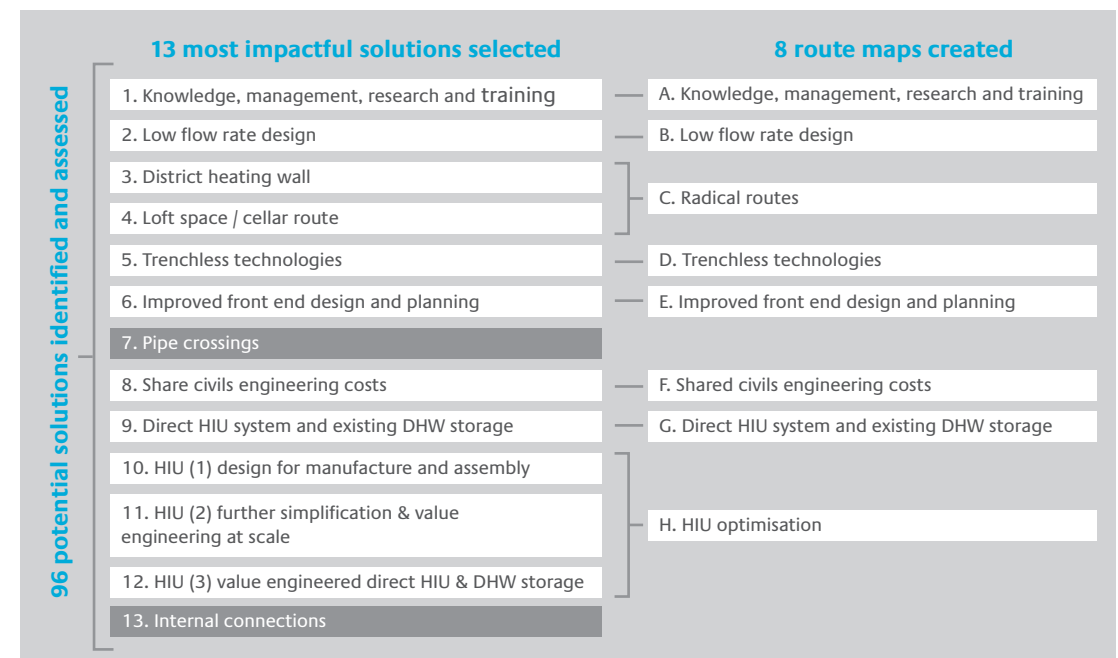 13 most impactful solutions selected
8 route maps created
96 potential solutions identified and assessed
1. Knowledge, management, research and training
A. Knowledge, management, research and training
2. Low flow rate design
B. Low flow rate design
3. District heating wall
4. Loft space / cellar route
C. Radical routes
5. Trenchless technologies
D. Trenchless technologies
6. Improved front end design and planning
E. Improved front end design and planning
7. Pipe crossings
8. Share civils engineering costs
F. Shared civils engineering costs
9. Direct HIU system and existing DHW storage
G. Direct HIU system and existing DHW storage
10. HIU (1) design for manufacture and assembly
11. HIU (2) further simplification & value
engineering at scale
12. HIU (3) value engineered direct HIU & DHW storage
H. HIU optimisation
13. Internal connections